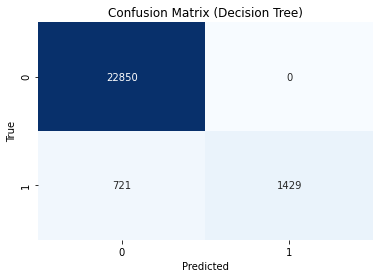 Confusion Matrix (Decision Tree)
True
0
22850
0
1
721
1429
0
1
Predicted